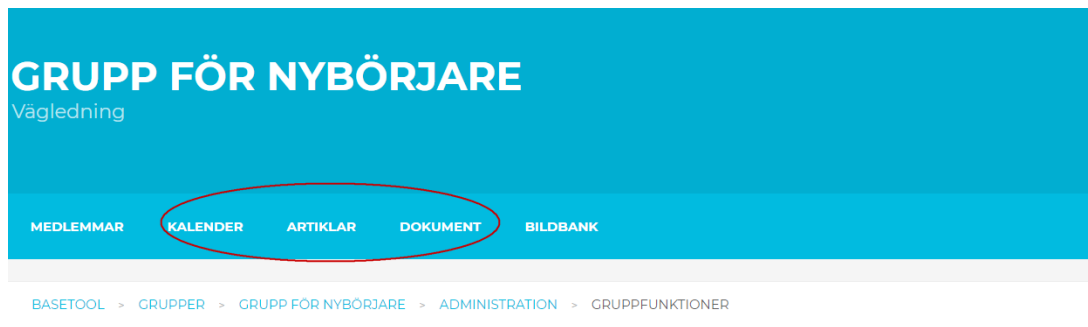 GRUPP FÖR NYBÖRJARE
Vägledning
MEDLEMMAR KALENDER ARTIKLAR DOKUMENT BILDBANK
BASETOOL > GRUPPER > GRUPP FÖR NYBÖRJARE > ADMINISTRATION > GRUPPFUNKTIONER